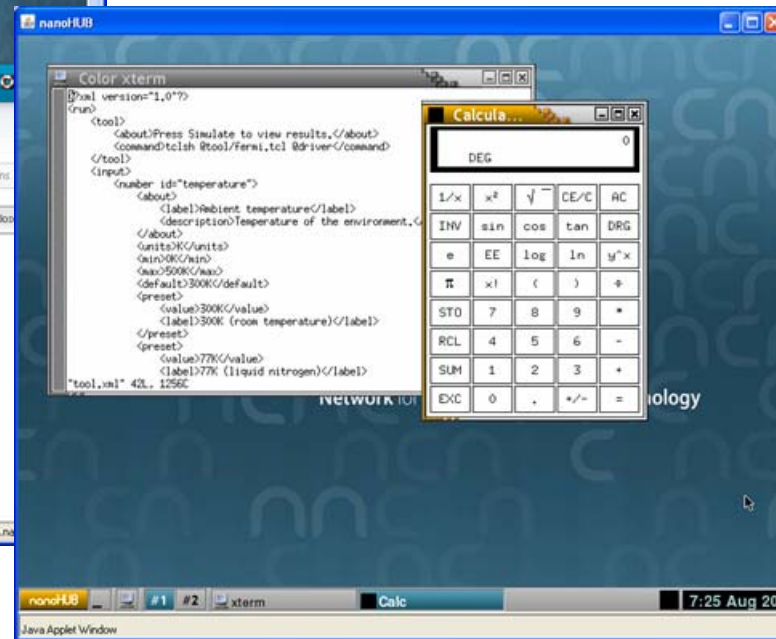 nanoHUB
Color xterm
?xml version="1.0"?>
<run>
<tool>
<about>Press Simulate to view results.</about>
<command>tclsh @tool/fermi.tcl @driver</command>
</tool>
<input>
<number id="temperature">
<about>
<label>Ambient temperature</label>
<description>Temperature of the environment.<
</about>
<units>K</units>
<min>0K</min>
<max>500K</max>
<default>300K</default>
<preset>
<value>300K</value>
<label>300K (room temperature)</label>
</preset>
<preset>
<value>77K</value>
<label>77K (liquid nitrogen)</label>
"tool.xml" 42L, 1256C
Calcula...
0
DEG
1/x x² √ CE/C AC
INV sin cos tan DRG
e EE log ln y^x
π x! ( ) ÷
STO 7 8 9 *
RCL 4 5 6 -
SUM 1 2 3 +
EXC 0 . +/- =
Network for
nology
nanoHUB _ #1 #2 xterm Calc 7:25 Aug 20
Java Applet Window